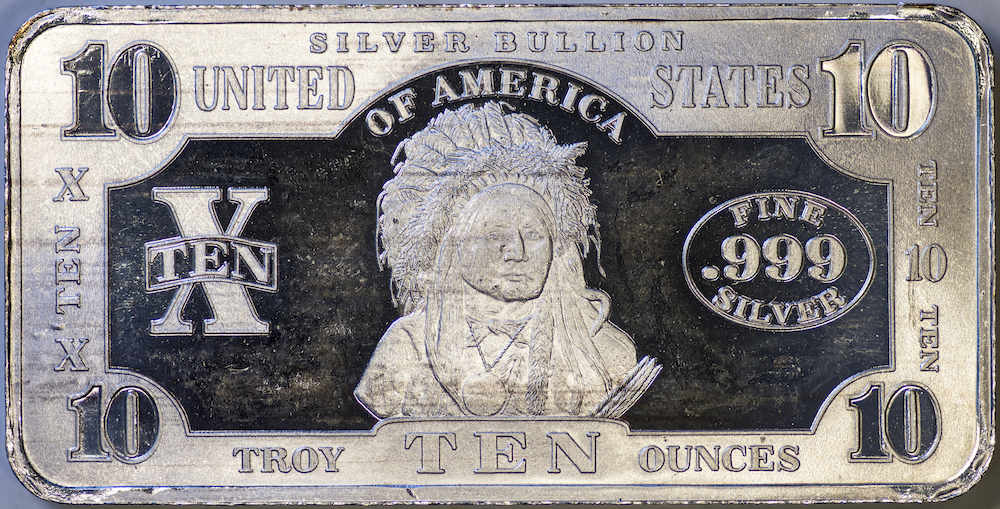 SILVER BULLION
10 UNITED STATES 10
OF AMERICA
X TEN X
X
TEN
FINE
.999
SILVER
TEN 10 TEN
10 10
TROY TEN OUNCES